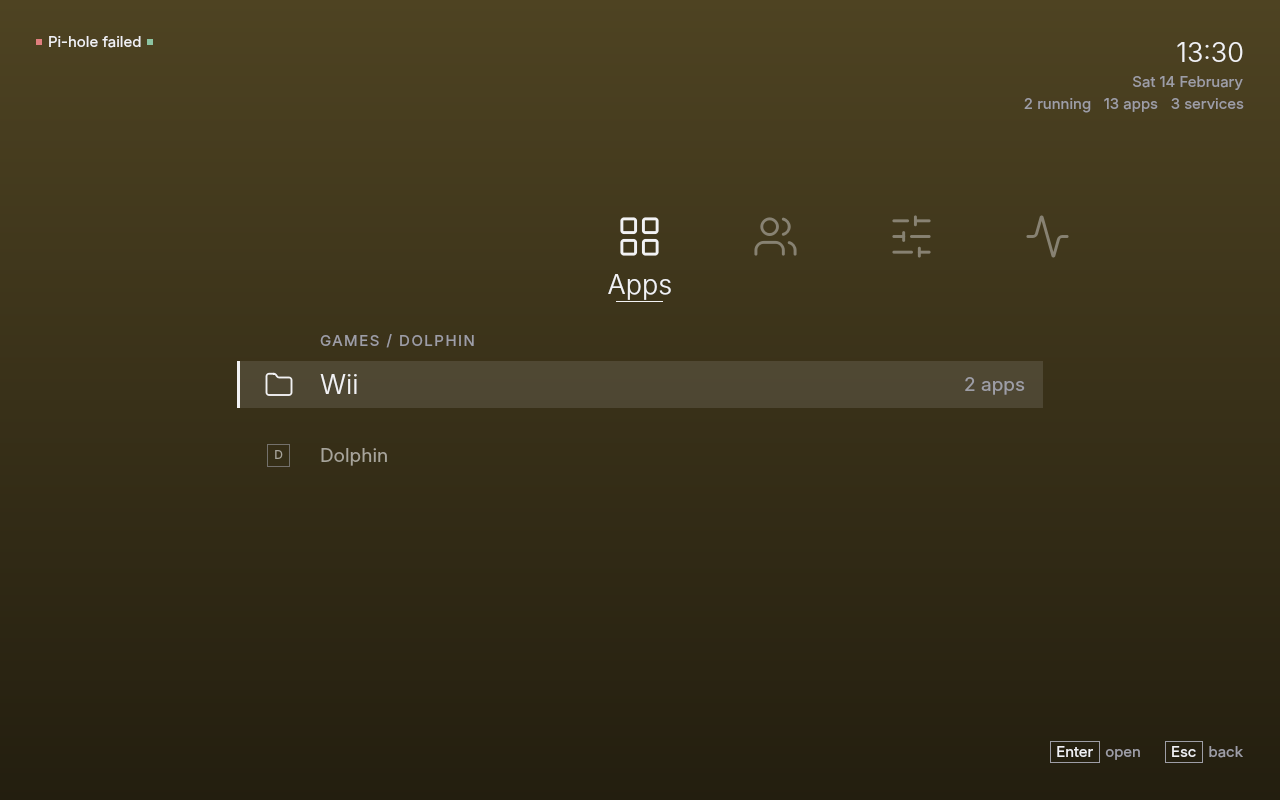 Pi-hole failed
13:30
Sat 14 February
2 running 13 apps 3 services
Apps
GAMES / DOLPHIN
Wii 2 apps
D Dolphin
Enter open Esc back